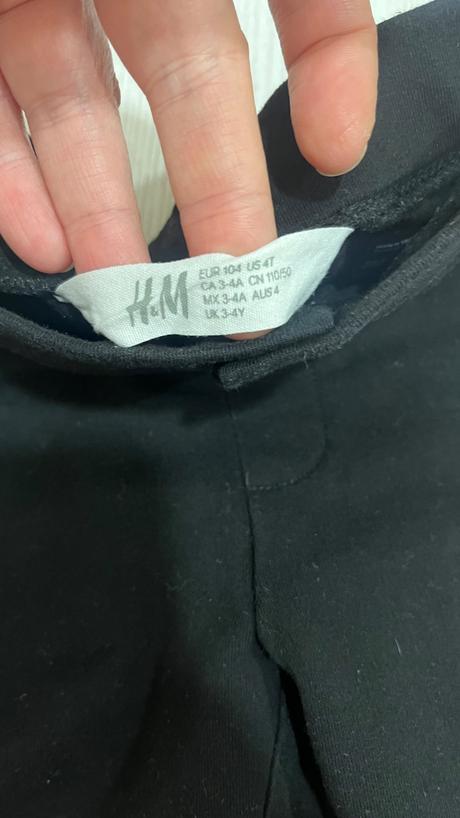 H&M
EUR 104 US 4T
CA 3-4A CN 110/50
MX 3-4A AUS 4
UK 3-4Y